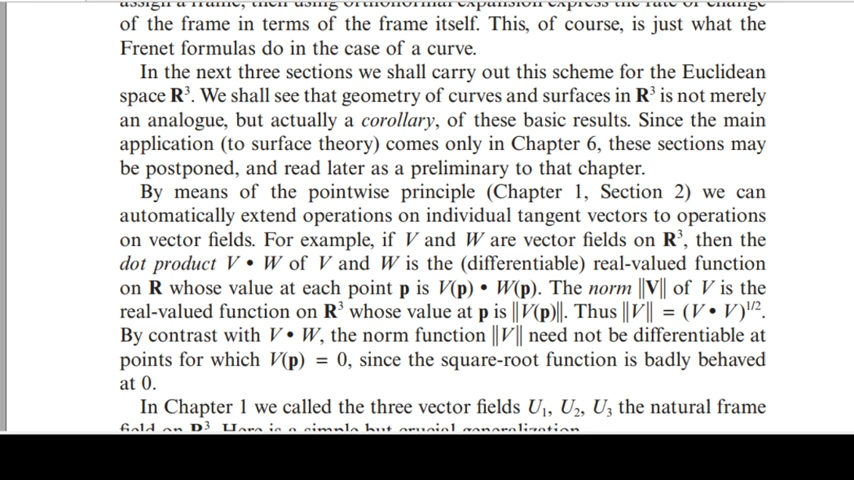 of the frame in terms of the frame itself. This, of course, is just what the
Frenet formulas do in the case of a curve.
In the next three sections we shall carry out this scheme for the Euclidean
space R³. We shall see that geometry of curves and surfaces in R³ is not merely
an analogue, but actually a corollary, of these basic results. Since the main
application (to surface theory) comes only in Chapter 6, these sections may
be postponed, and read later as a preliminary to that chapter.
By means of the pointwise principle (Chapter 1, Section 2) we can
automatically extend operations on individual tangent vectors to operations
on vector fields. For example, if V and W are vector fields on R³, then the
dot product V • W of V and W is the (differentiable) real-valued function
on R whose value at each point p is V(p) • W(p). The norm ||V|| of V is the
real-valued function on R³ whose value at p is ||V(p)||. Thus ||V|| = (V • V)¹/².
By contrast with V • W, the norm function ||V|| need not be differentiable at
points for which V(p) = 0, since the square-root function is badly behaved
at 0.
In Chapter 1 we called the three vector fields U₁, U₂, U₃ the natural frame
field on R³. Here is a simple but crucial generalization.